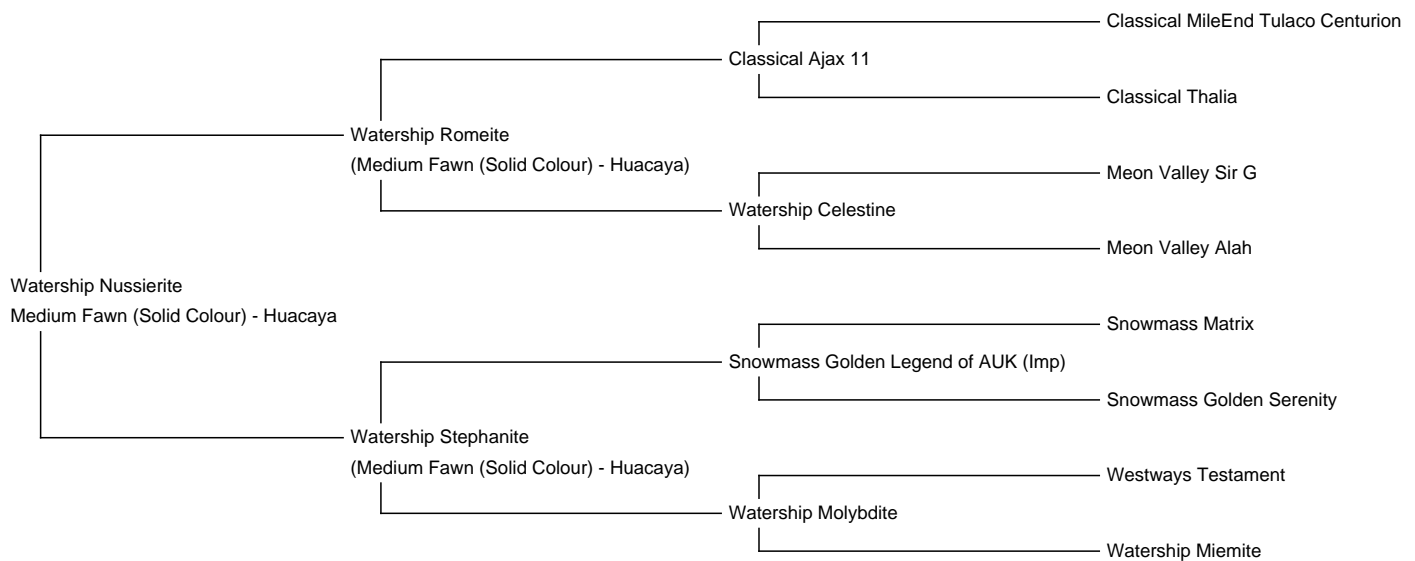 Classical MileEnd Tulaco Centurion
Classical Ajax 11
Classical Thalia
Watership Romeite
(Medium Fawn (Solid Colour) - Huacaya)
Meon Valley Sir G
Watership Celestine
Meon Valley Alah
Watership Nussierite
Medium Fawn (Solid Colour) - Huacaya
Snowmass Matrix
Snowmass Golden Legend of AUK (Imp)
Snowmass Golden Serenity
Watership Stephanite
(Medium Fawn (Solid Colour) - Huacaya)
Westways Testament
Watership Molybdite
Watership Miemite